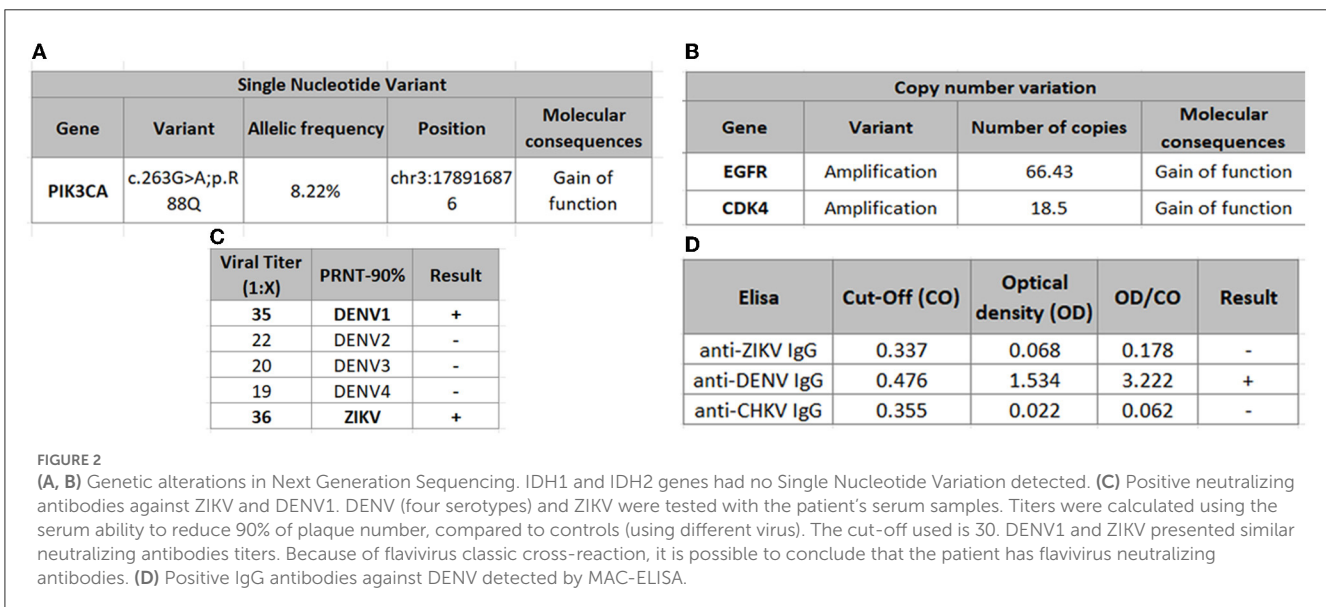 A
Single Nucleotide Variant
Gene Variant Allelic frequency Position Molecular consequences
PIK3CA c.263G>A;p.R88Q 8.22% chr3:178916876 Gain of function
B
Copy number variation
Gene Variant Number of copies Molecular consequences
EGFR Amplification 66.43 Gain of function
CDK4 Amplification 18.5 Gain of function
C
Viral Titer (1:X) PRNT-90% Result
35 DENV1 +
22 DENV2 -
20 DENV3 -
19 DENV4 -
36 ZIKV +
D
Elisa Cut-Off (CO) Optical density (OD) OD/CO Result
anti-ZIKV IgG 0.337 0.068 0.178 -
anti-DENV IgG 0.476 1.534 3.222 +
anti-CHKV IgG 0.355 0.022 0.062 -
FIGURE 2
(A, B) Genetic alterations in Next Generation Sequencing. IDH1 and IDH2 genes had no Single Nucleotide Variation detected. (C) Positive neutralizing
antibodies against ZIKV and DENV1. DENV (four serotypes) and ZIKV were tested with the patient's serum samples. Titers were calculated using the
serum ability to reduce 90% of plaque number, compared to controls (using different virus). The cut-off used is 30. DENV1 and ZIKV presented similar
neutralizing antibodies titers. Because of flavivirus classic cross-reaction, it is possible to conclude that the patient has flavivirus neutralizing
antibodies. (D) Positive IgG antibodies against DENV detected by MAC-ELISA.